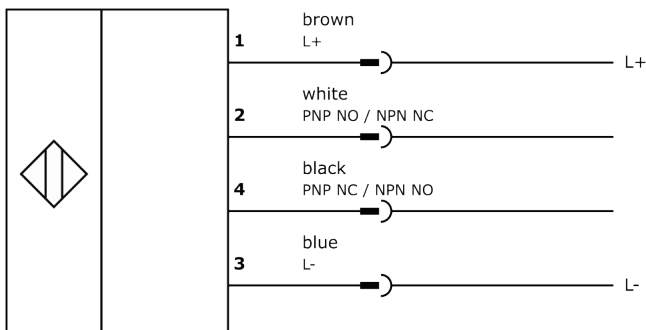 brown
1 L+
L+
white
2 PNP NO / NPN NC
black
4 PNP NC / NPN NO
blue
3 L-
L-